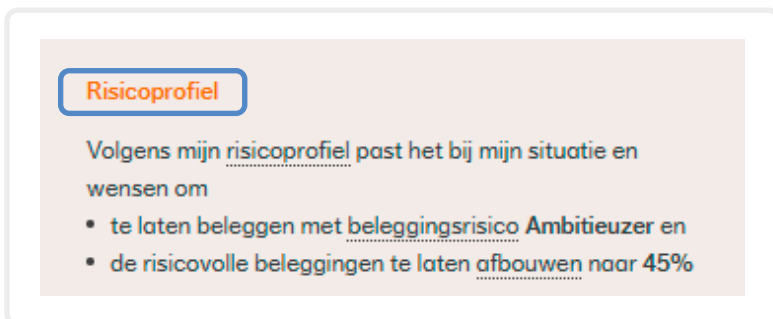 Risicoprofiel
Volgens mijn risicoprofiel past het bij mijn situatie en
wensen om
• te laten beleggen met beleggingsrisico Ambitieuzer en
• de risicovolle beleggingen te laten afbouwen naar 45%